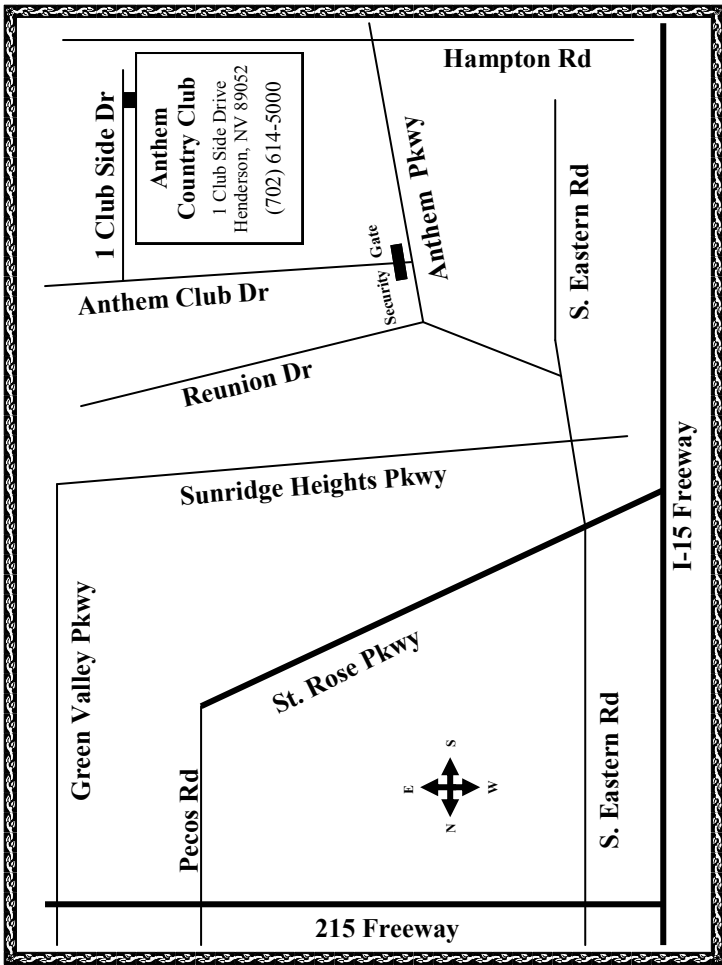 Hampton Rd
1 Club Side Dr
Anthem
Country Club
1 Club Side Drive
Henderson, NV 89052
(702) 614-5000
Anthem Pkwy
S. Eastern Rd
Security Gate
Anthem Club Dr
Reunion Dr
Sunridge Heights Pkwy
I-15 Freeway
Green Valley Pkwy
St. Rose Pkwy
Pecos Rd
S. Eastern Rd
E
S
N
W
215 Freeway